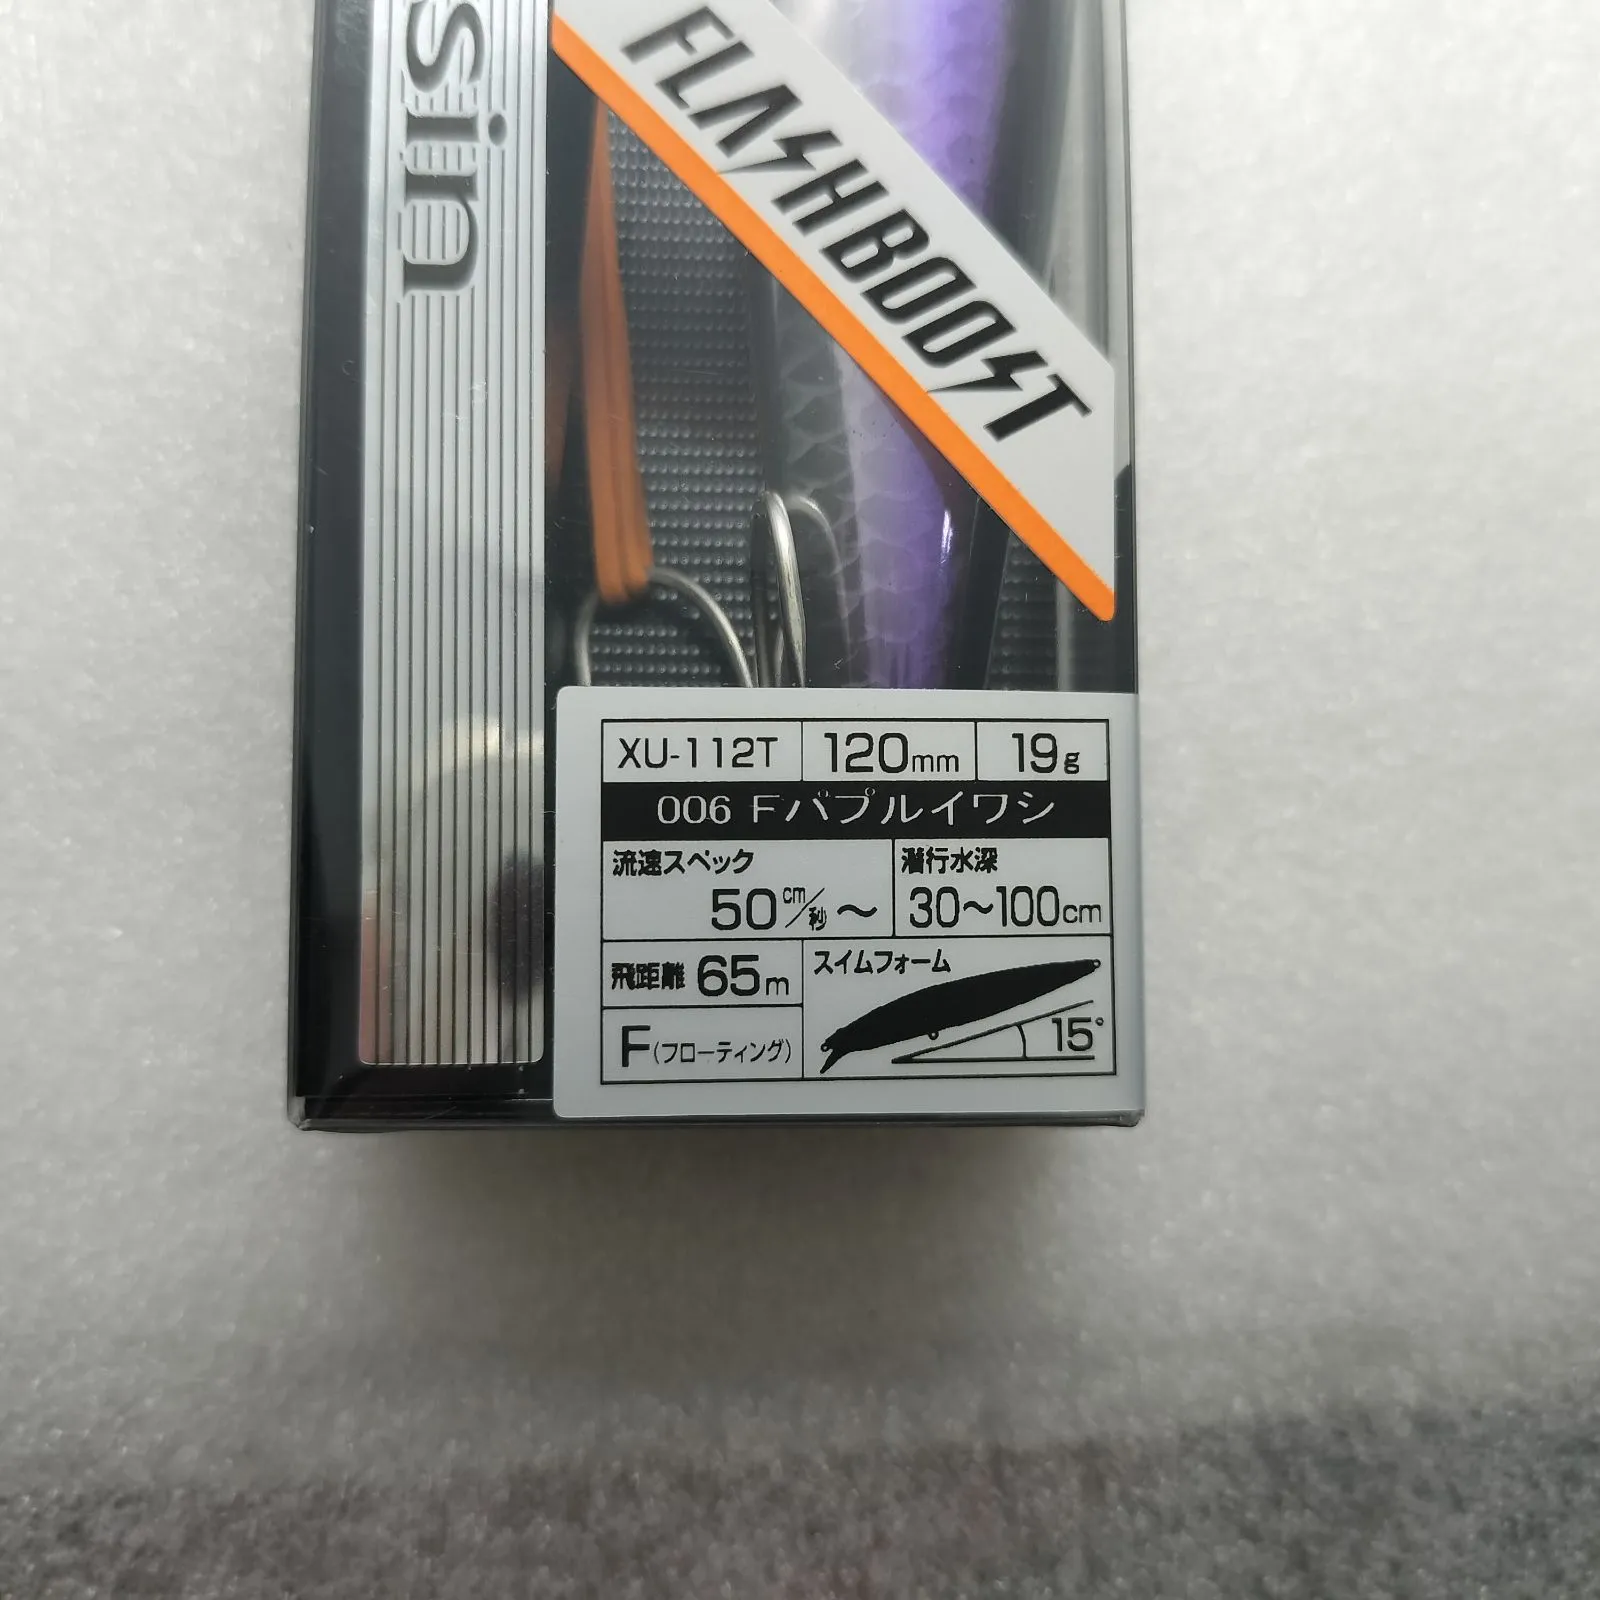 sin
FLASHBOOST
XU-112T 120mm 19g
006 Fパプルイワシ
流速スペック
50cm/秒～
潜行水深
30～100cm
飛距離 65m
スイムフォーム
15°
F(フローティング)